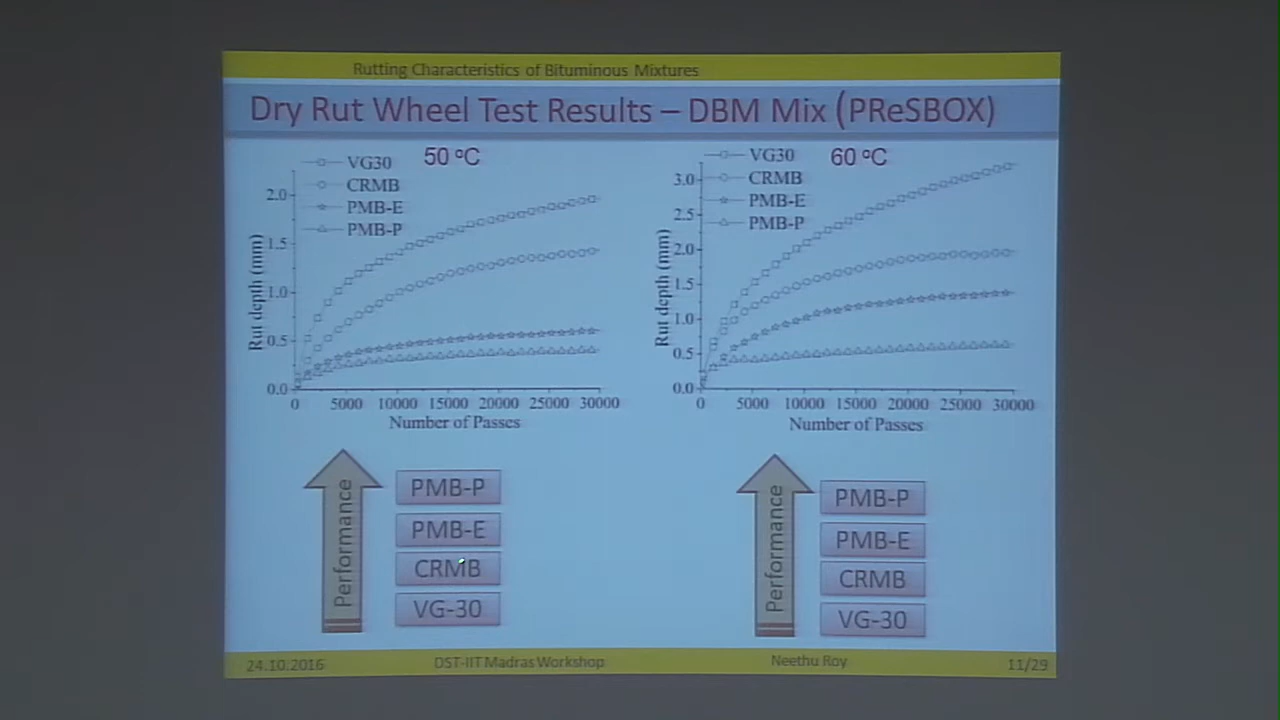 Rutting Characteristics of Bituminous Mixtures
Dry Rut Wheel Test Results – DBM Mix (PReSBOX)
50 °C
VG30
CRMB
PMB-E
PMB-P
2.0
1.5
1.0
0.5
0.0
Rut depth (mm)
0 5000 10000 15000 20000 25000 30000
Number of Passes
60 °C
VG30
CRMB
PMB-E
PMB-P
3.0
2.5
2.0
1.5
1.0
0.5
0.0
Rut depth (mm)
0 5000 10000 15000 20000 25000 30000
Number of Passes
Performance
PMB-P
PMB-E
CRMB
VG-30
Performance
PMB-P
PMB-E
CRMB
VG-30
24.10.2016 DST-IIT Madras Workshop Neethu Roy 11/29